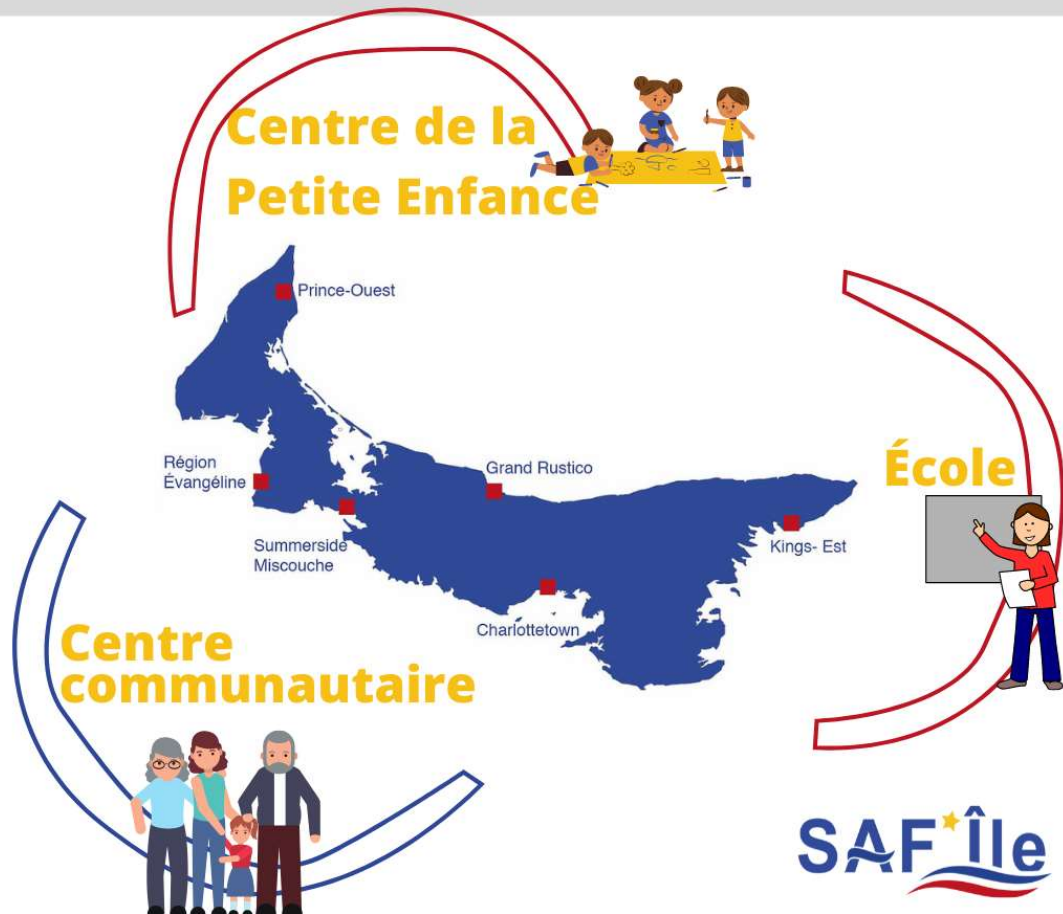 Centre de la
Petite Enfance
Prince-Ouest
Région
Évangéline
Grand Rustico
École
Summerside
Miscouche
Kings- Est
Charlottetown
Centre
communautaire
SAF Île